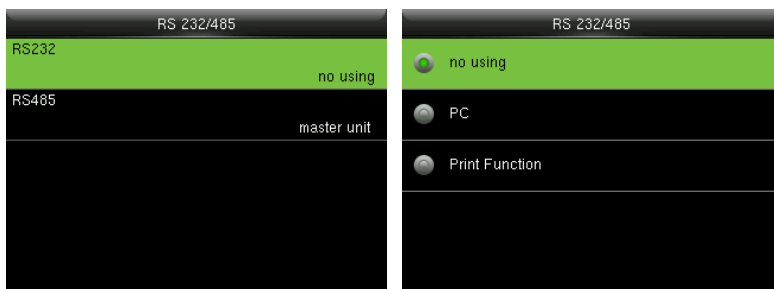 RS 232/485
RS232
no using
RS485
master unit
RS 232/485
no using
PC
Print Function